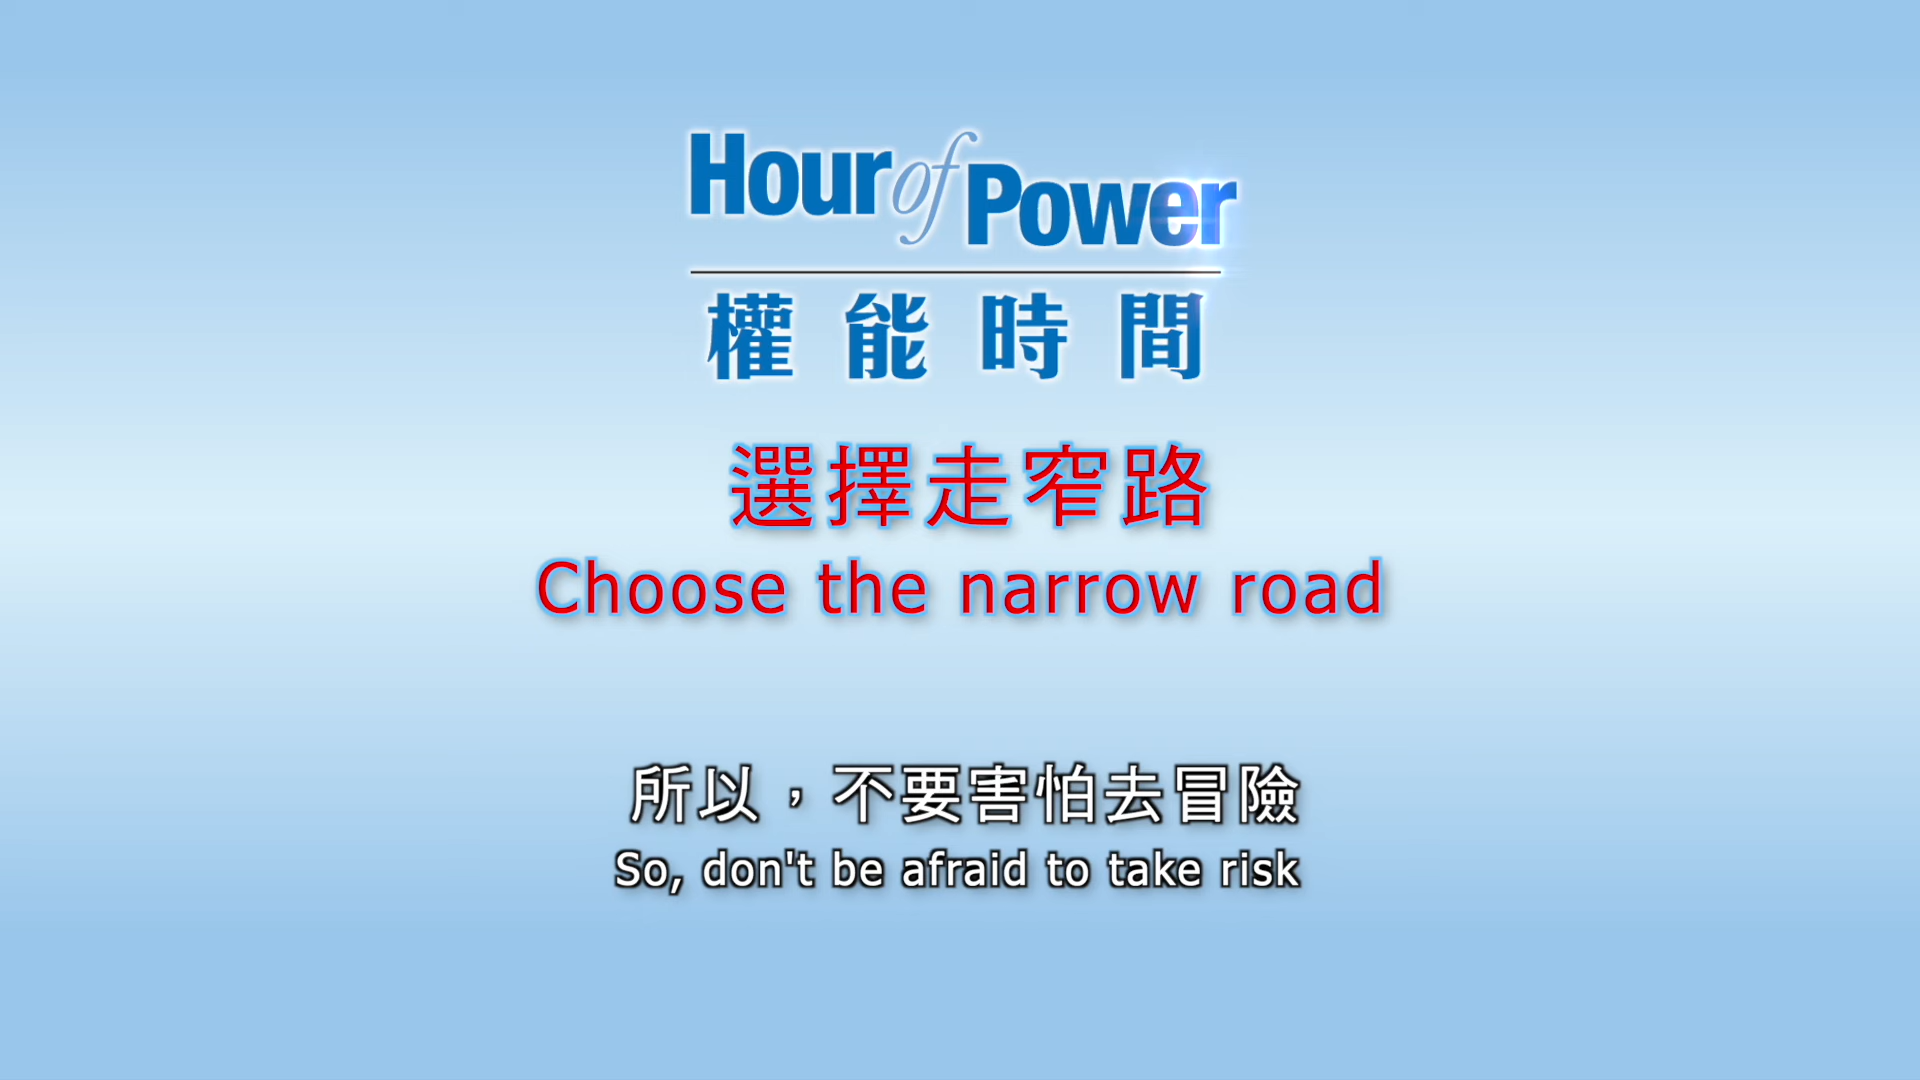 Hour of Power
權能時間
選擇走窄路
Choose the narrow road
所以，不要害怕去冒險
So, don't be afraid to take risk